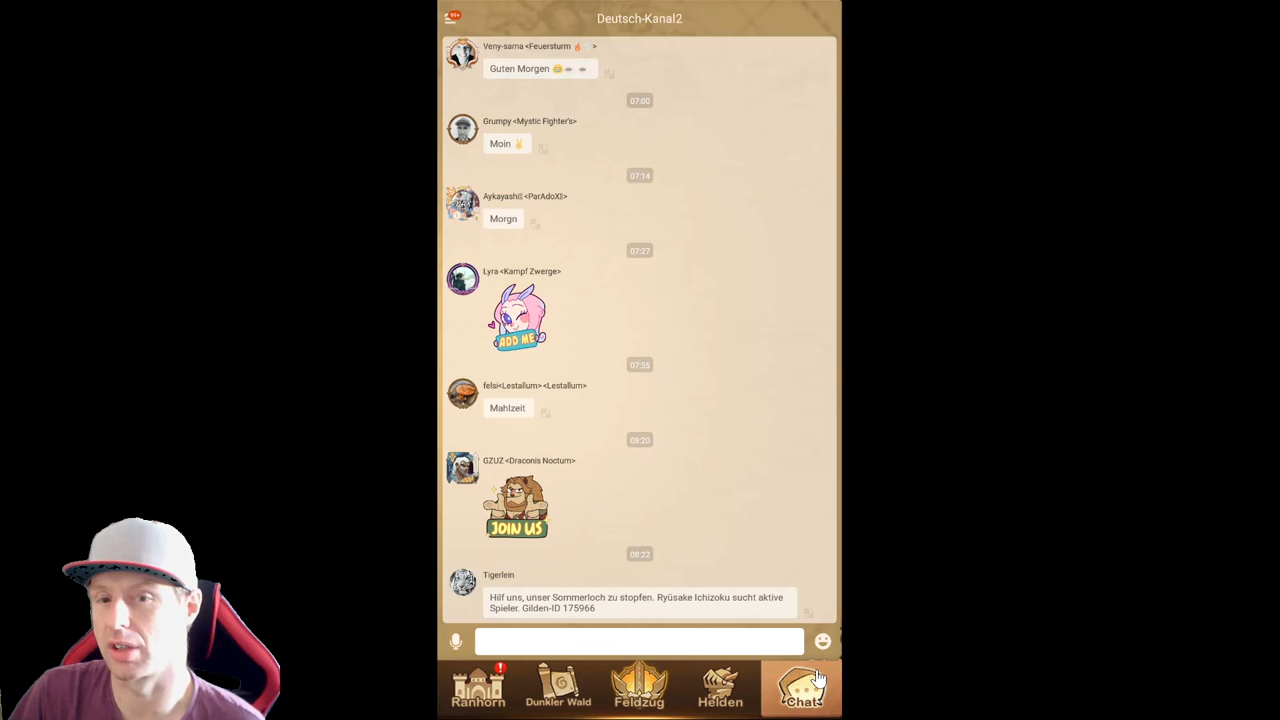 99+
Deutsch-Kanal2
Veny-sama <Feuersturm 🔥 >
Guten Morgen 😊
07:00
Grumpy <Mystic Fighter's>
Moin ✌
07:14
Aykayashi <ParAdoX>
Morgn
07:27
Lyra <Kampf Zwerge>
ADD ME
07:55
felsi<Lestallum> <Lestallum>
Mahlzeit
08:20
GZUZ <Draconis Noctum>
JOIN US
08:22
Tigerlein
Hilf uns, unser Sommerloch zu stopfen. Ryūsake Ichizoku sucht aktive
Spieler. Gilden-ID 175966
Ranhorn
Dunkler Wald
Feldzug
Helden
Chat